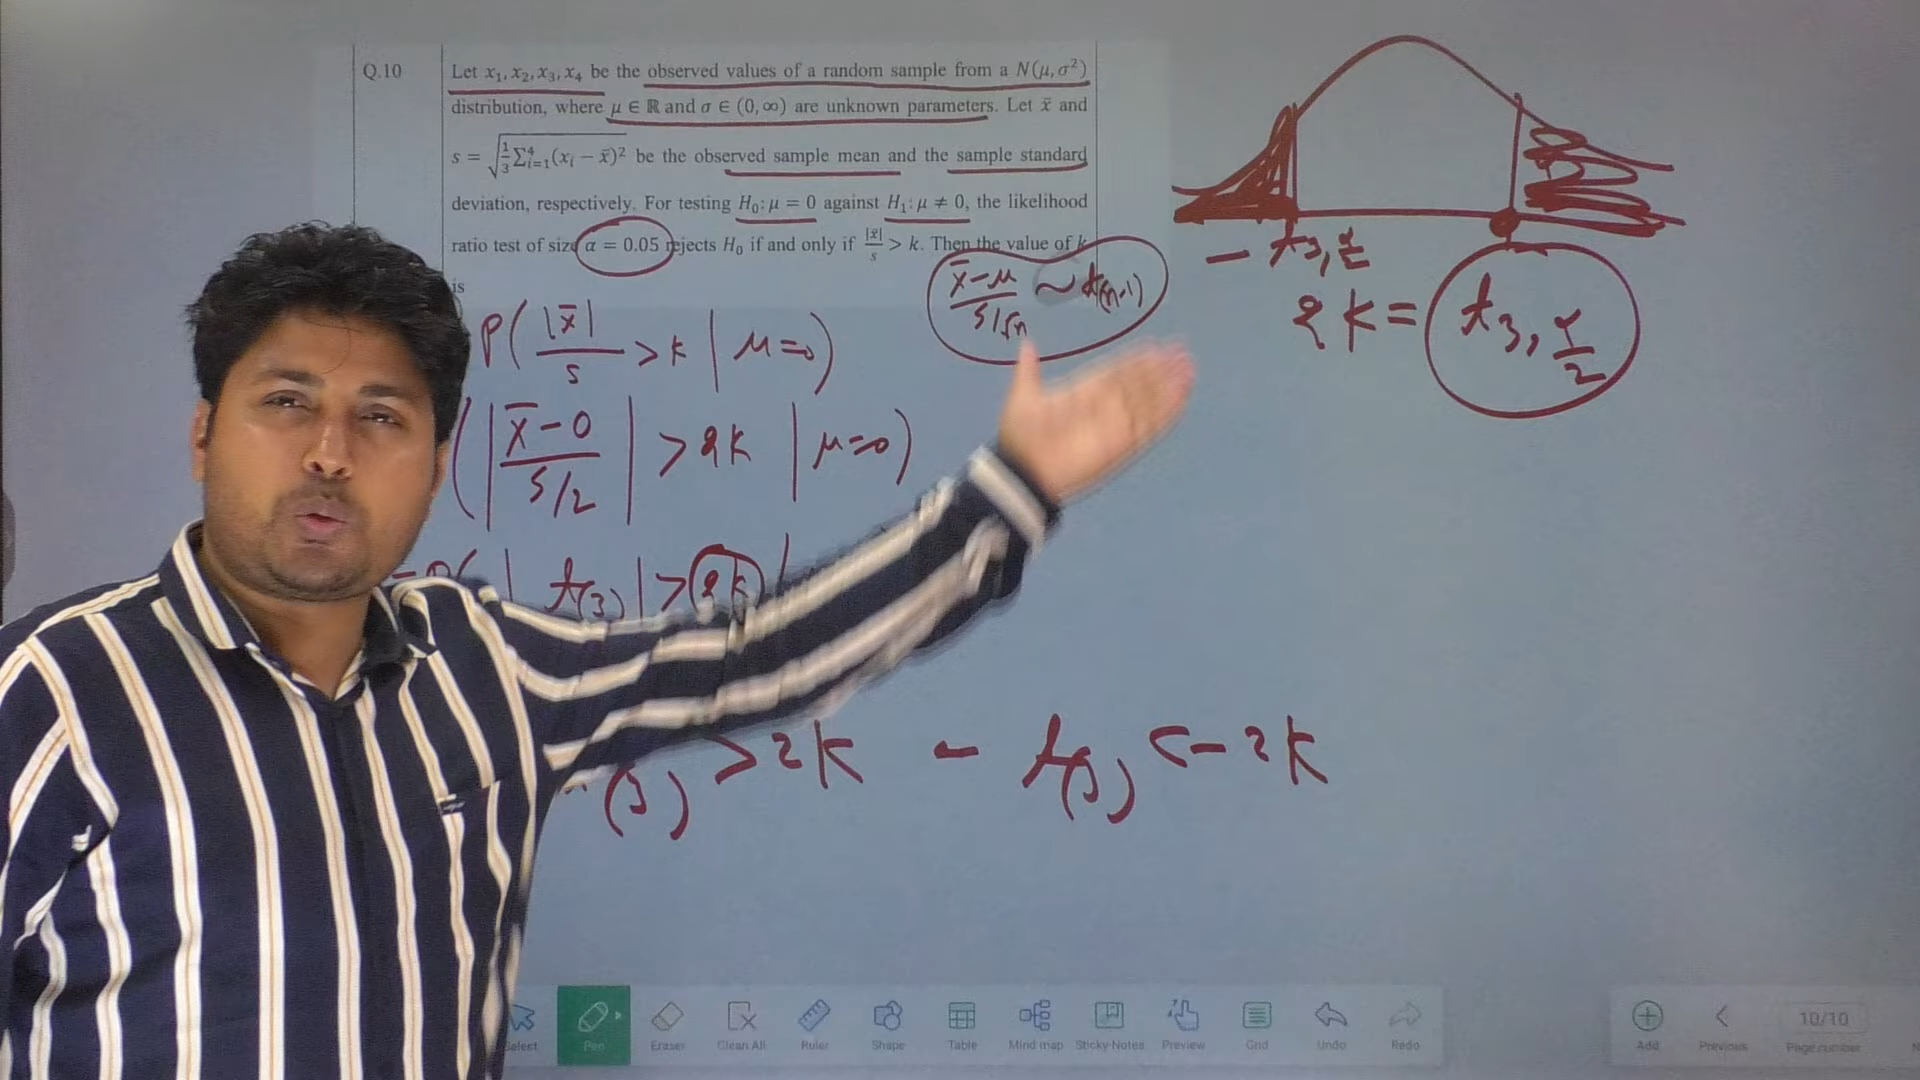 Q.10
Let x₁, x₂, x₃, x₄ be the observed values of a random sample from a N(μ, σ²)
distribution, where μ ∈ ℝ and σ ∈ (0, ∞) are unknown parameters. Let x̄ and
s = √(1/3 ∑⁴ᵢ₌₁(xᵢ − x̄)²) be the observed sample mean and the sample standard
deviation, respectively. For testing H₀: μ = 0 against H₁: μ ≠ 0, the likelihood
ratio test of size α = 0.05 rejects H₀ if and only if |x̄|/s > k. Then the value of k
is
P( |x̄|/s > k | μ=0 )
( | (x̄−0)/(S/2) | > 2k | μ=0 )
| t(3) | > 2k |
(3) > 2k − t(3) < −2k
(x̄−μ)/(S/√n) ~ t(n-1)
− t₃,α/2
2k = t₃,α/2
Select Pen Eraser Clean All Ruler Shape Table Mind map Sticky Notes Preview Grid Undo Redo
Add Previous 10/10 Page number